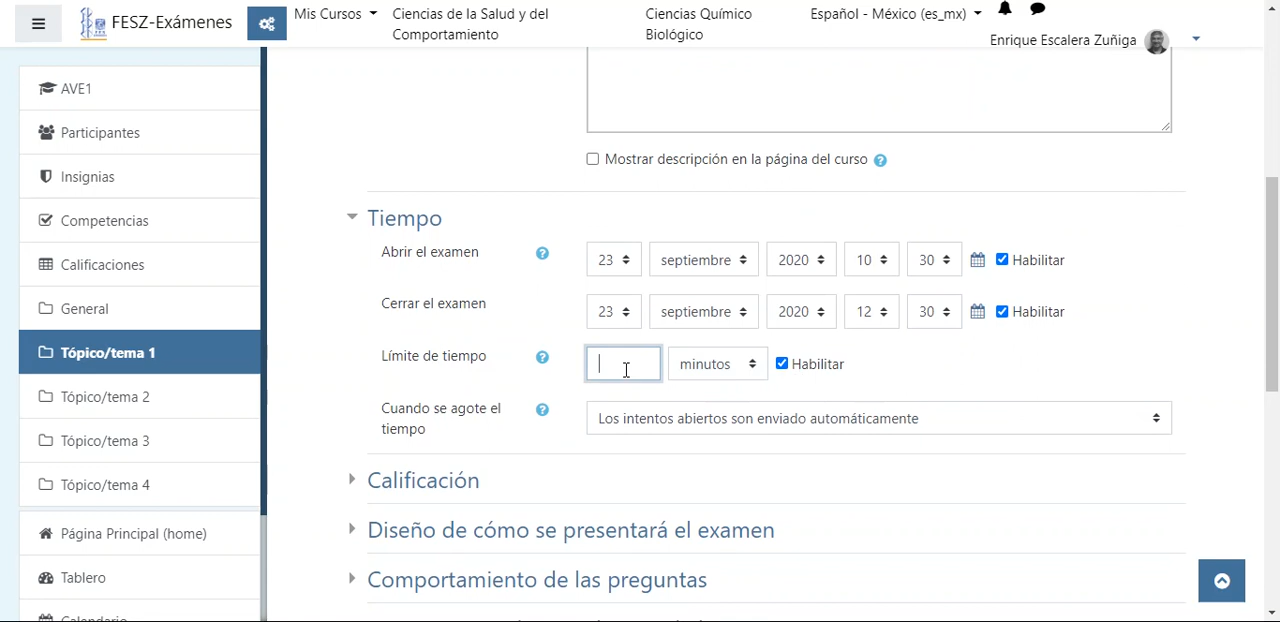 FESZ-Exámenes
Mis Cursos
Ciencias de la Salud y del
Comportamiento
Ciencias Químico
Biológico
Español - México (es_mx)
Enrique Escalera Zuñiga
AVE1
Participantes
Insignias
Competencias
Calificaciones
General
Tópico/tema 1
Tópico/tema 2
Tópico/tema 3
Tópico/tema 4
Página Principal (home)
Tablero
Calendario
Mostrar descripción en la página del curso
Tiempo
Abrir el examen
23 septiembre 2020 10 30 Habilitar
Cerrar el examen
23 septiembre 2020 12 30 Habilitar
Límite de tiempo
minutos Habilitar
Cuando se agote el
tiempo
Los intentos abiertos son enviado automáticamente
Calificación
Diseño de cómo se presentará el examen
Comportamiento de las preguntas